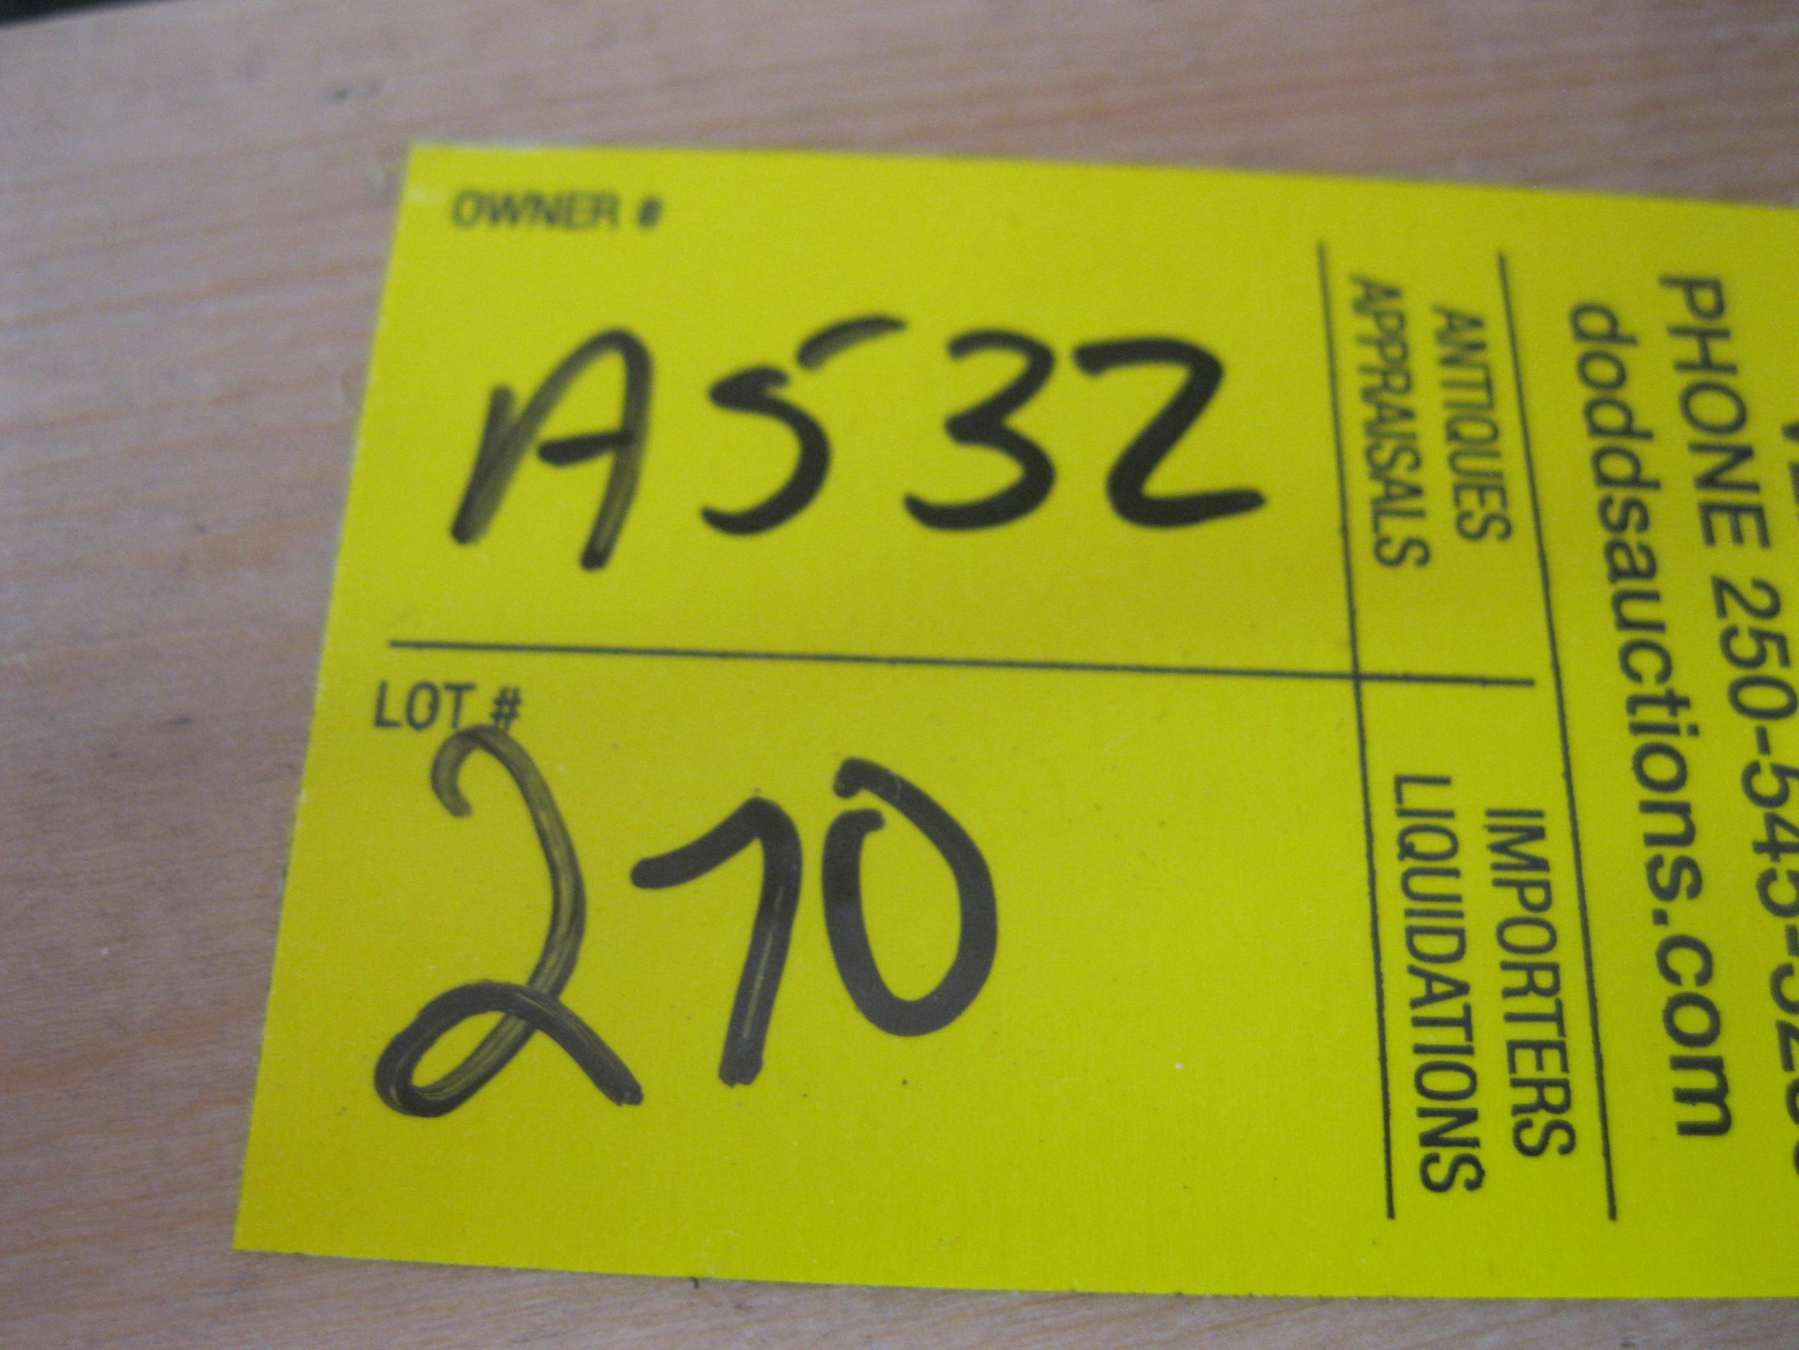 OWNER #
A532
LOT #
210
ANTIQUES
APPRAISALS
IMPORTERS
LIQUIDATIONS
PHONE 250-545-
doddsauctions.com